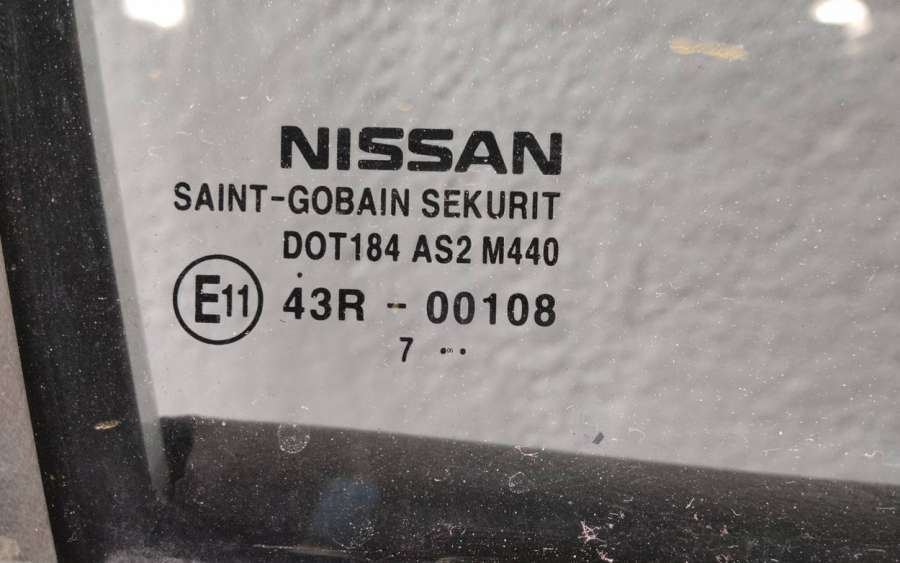 NISSAN
SAINT-GOBAIN SEKURIT
DOT184 AS2 M440
E11 43R - 00108
7 •• •